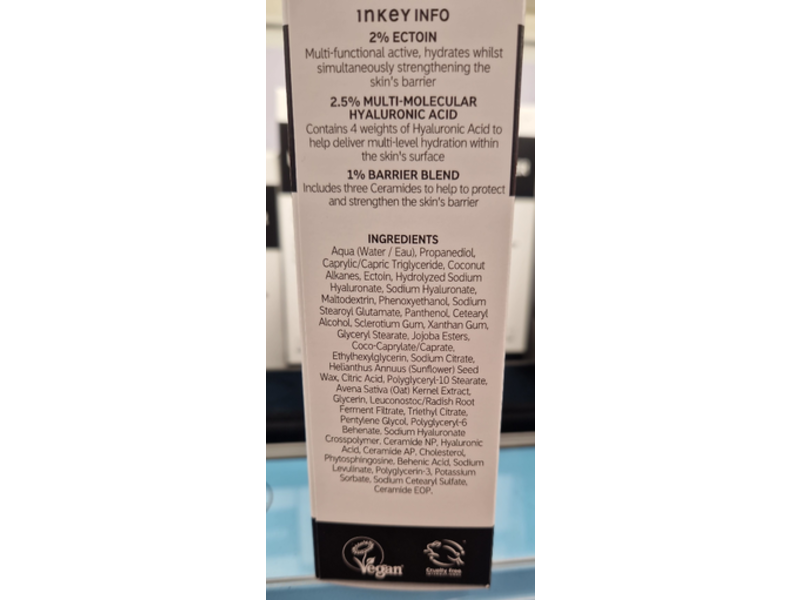 INKEY INFO
2% ECTOIN
Multi-functional active, hydrates whilst
simultaneously strengthening the
skin's barrier
2.5% MULTI-MOLECULAR
HYALURONIC ACID
Contains 4 weights of Hyaluronic Acid to
help deliver multi-level hydration within
the skin's surface
1% BARRIER BLEND
Includes three Ceramides to help to protect
and strengthen the skin's barrier
INGREDIENTS
Aqua (Water / Eau), Propanediol,
Caprylic/Capric Triglyceride, Coconut
Alkanes, Ectoin, Hydrolyzed Sodium
Hyaluronate, Sodium Hyaluronate,
Maltodextrin, Phenoxyethanol, Sodium
Stearoyl Glutamate, Panthenol, Cetearyl
Alcohol, Sclerotium Gum, Xanthan Gum,
Glyceryl Stearate, Jojoba Esters,
Coco-Caprylate/Caprate,
Ethylhexylglycerin, Sodium Citrate,
Helianthus Annuus (Sunflower) Seed
Wax, Citric Acid, Polyglyceryl-10 Stearate,
Avena Sativa (Oat) Kernel Extract,
Glycerin, Leuconostoc/Radish Root
Ferment Filtrate, Triethyl Citrate,
Pentylene Glycol, Polyglyceryl-6
Behenate, Sodium Hyaluronate
Crosspolymer, Ceramide NP, Hyaluronic
Acid, Ceramide AP, Cholesterol,
Phytosphingosine, Behenic Acid, Sodium
Levulinate, Polyglycerin-3, Potassium
Sorbate, Sodium Cetearyl Sulfate,
Ceramide EOP.
Vegan
Cruelty free